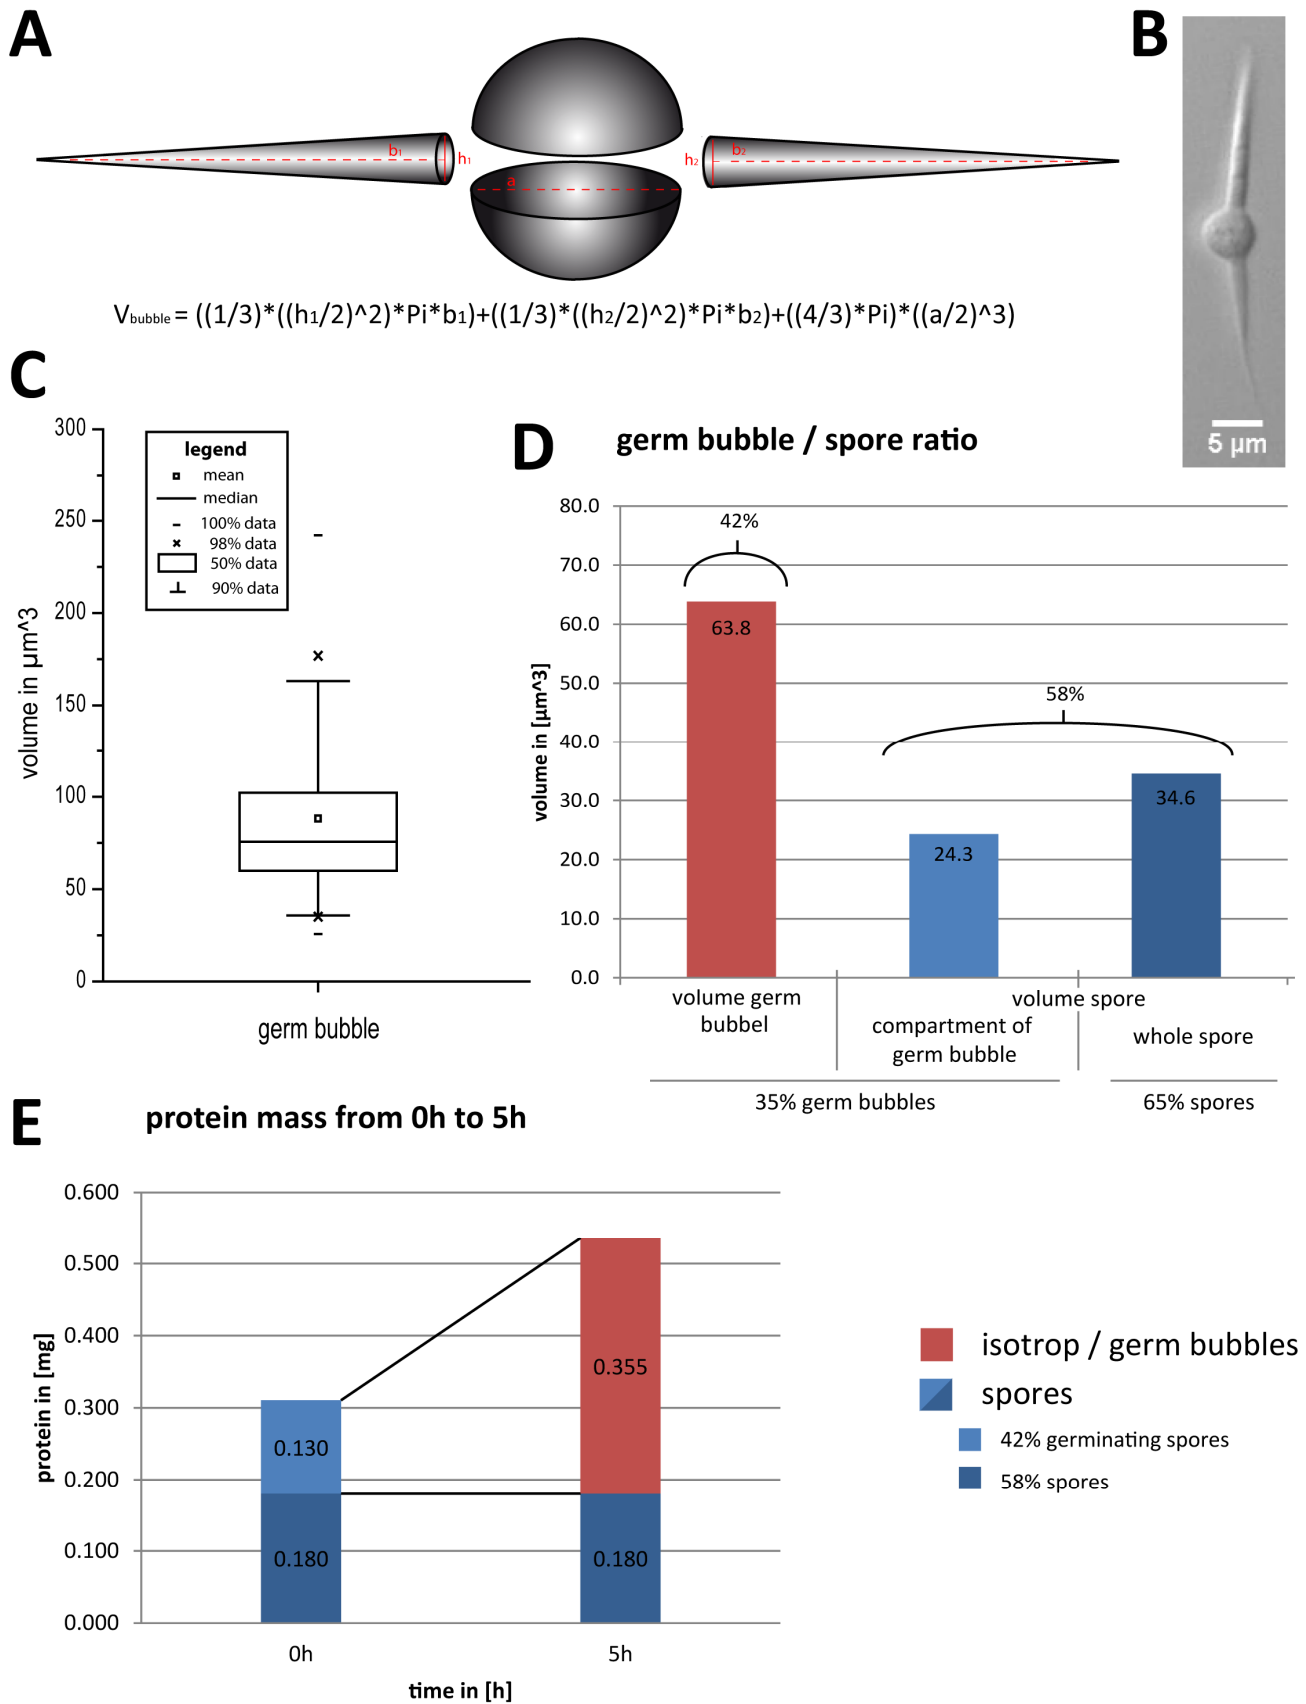 A
B
b1 h1
a
h2 b2
Vbubble = ((1/3)*((h1/2)^2)*Pi*b1)+((1/3)*((h2/2)^2)*Pi*b2)+((4/3)*Pi)*((a/2)^3)
5 µm
C
volume in µm^3
300
250
200
150
100
50
0
legend
mean
median
100% data
98% data
50% data
90% data
germ bubble
D
germ bubble / spore ratio
volume in [µm^3]
80.0
70.0
60.0
50.0
40.0
30.0
20.0
10.0
0.0
42%
63.8
58%
24.3
34.6
volume germ
bubbel
volume spore
compartment of
germ bubble
whole spore
35% germ bubbles
65% spores
E
protein mass from 0h to 5h
protein in [mg]
0.600
0.500
0.400
0.300
0.200
0.100
0.000
0.130
0.180
0.355
0.180
0h
5h
time in [h]
isotrop / germ bubbles
spores
42% germinating spores
58% spores